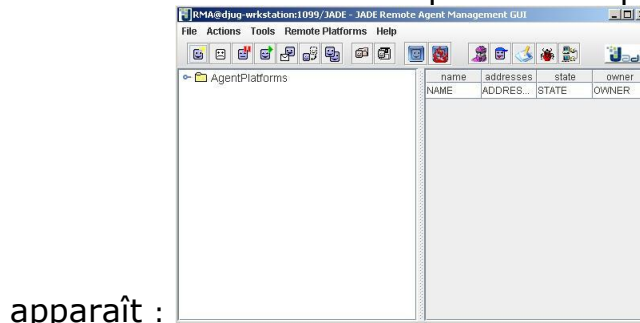 RMA@djug-wrkstation:1099/JADE - JADE Remote Agent Management GUI
File Actions Tools Remote Platforms Help
AgentPlatforms
name addresses state owner
NAME ADDRES... STATE OWNER
apparaît :